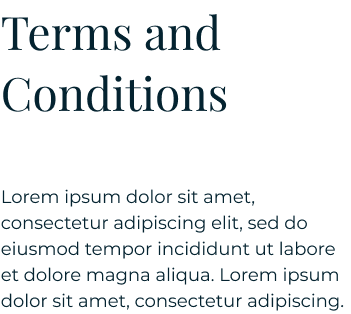 Terms and
Conditions
Lorem ipsum dolor sit amet,
consectetur adipiscing elit, sed do
eiusmod tempor incididunt ut labore
et dolore magna aliqua. Lorem ipsum
dolor sit amet, consectetur adipiscing.